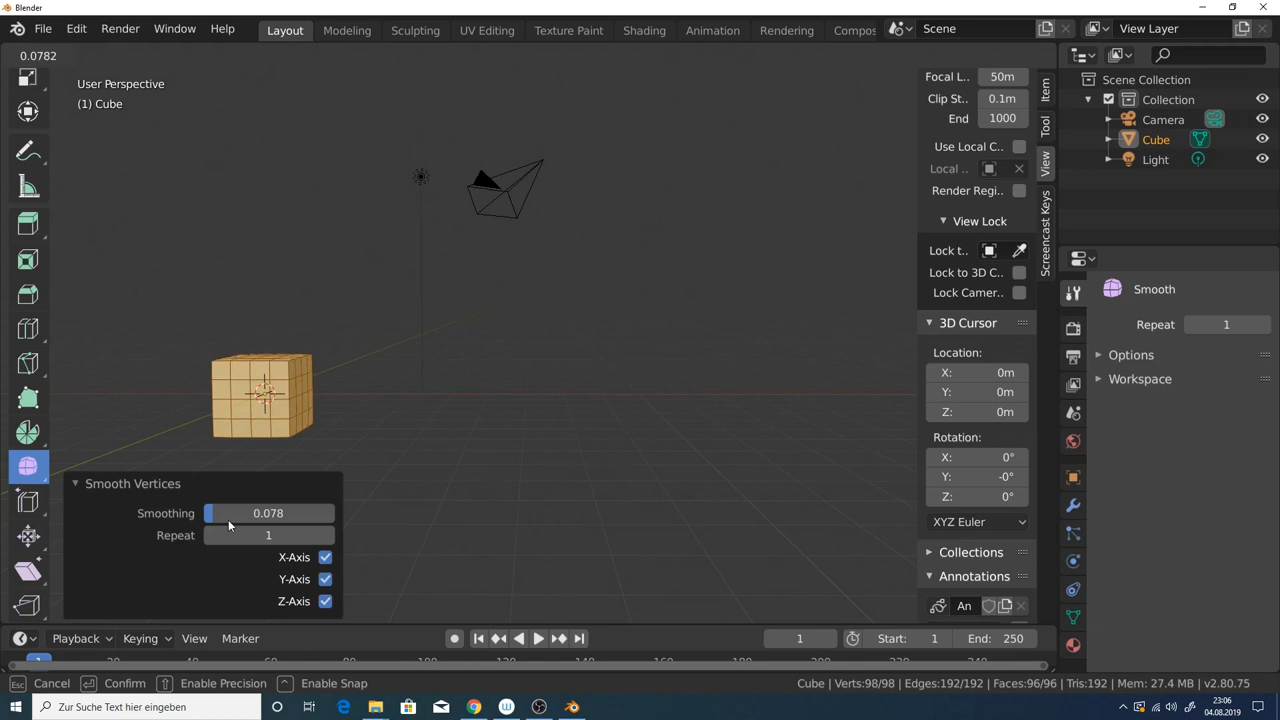 Blender
File Edit Render Window Help Layout Modeling Sculpting UV Editing Texture Paint Shading Animation Rendering Compos Scene View Layer
0.0782
User Perspective
(1) Cube
Focal L.. 50m
Clip St.. 0.1m
End 1000
Use Local C..
Local ..
Render Regi..
View Lock
Lock t..
Lock to 3D C..
Lock Camer..
3D Cursor
Location:
X: 0m
Y: 0m
Z: 0m
Rotation:
X: 0°
Y: -0°
Z: 0°
XYZ Euler
Collections
Annotations
An
Item
Tool
View
Screencast Keys
Scene Collection
Collection
Camera
Cube
Light
Smooth
Repeat 1
Options
Workspace
Smooth Vertices
Smoothing 0.078
Repeat 1
X-Axis
Y-Axis
Z-Axis
Playback Keying View Marker 1 Start: 1 End: 250
1
Cancel Confirm Enable Precision Enable Snap Cube | Verts:98/98 | Edges:192/192 | Faces:96/96 | Tris:192 | Mem: 27.4 MB | v2.80.75
Zur Suche Text hier eingeben
23:06
04.08.2019